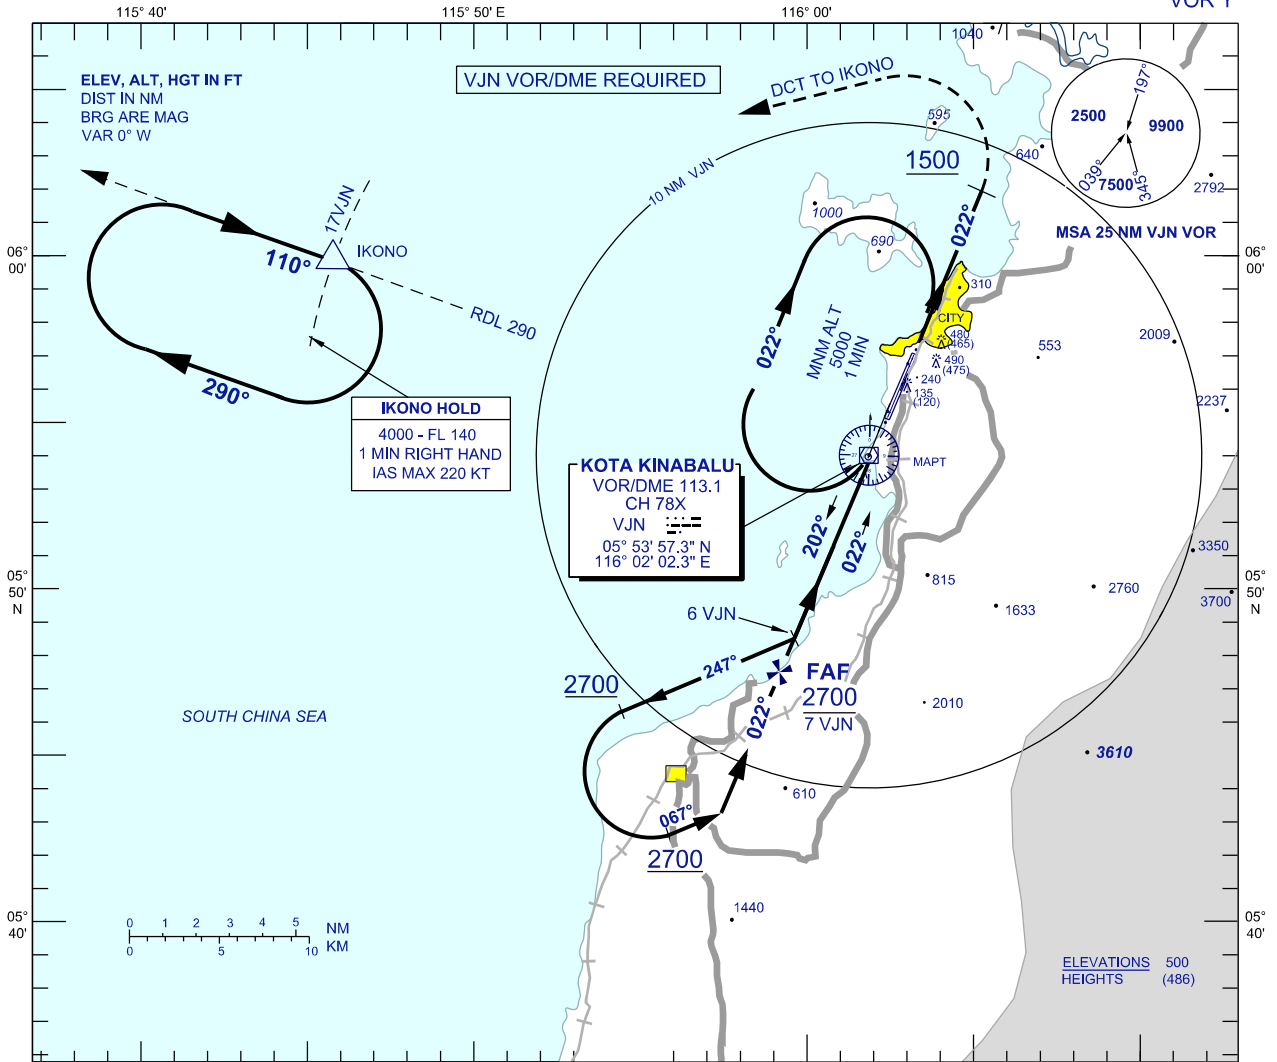 VOR Y
115° 40'
115° 50' E
116° 00'
ELEV, ALT, HGT IN FT
DIST IN NM
BRG ARE MAG
VAR 0° W
VJN VOR/DME REQUIRED
DCT TO IKONO
1040
197°
2500
9900
039°
7500
345°
MSA 25 NM VJN VOR
595
640
2792
1500
10 NM VJN
1000
690
022°
17VJN
IKONO
110°
RDL 290
290°
06°
00'
06°
00'
IKONO HOLD
4000 - FL 140
1 MIN RIGHT HAND
IAS MAX 220 KT
022°
MNM ALT
5000
1 MIN
310
CITY
480
(465)
490
(475)
240
135
(120)
553
2009
2237
KOTA KINABALU
VOR/DME 113.1
CH 78X
VJN
05° 53' 57.3" N
116° 02' 02.3" E
MAPT
202°
022°
3350
815
2760
1633
3700
05°
50'
N
05°
50'
N
6 VJN
247°
2700
FAF
2700
7 VJN
022°
2010
3610
SOUTH CHINA SEA
610
067°
2700
1440
05°
40'
05°
40'
0 1 2 3 4 5 NM
0 5 10 KM
ELEVATIONS 500
HEIGHTS (486)